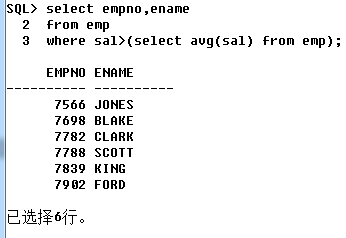 SQL> select empno,ename
2 from emp
3 where sal>(select avg(sal) from emp);
EMPNO ENAME
---------- ----------
7566 JONES
7698 BLAKE
7782 CLARK
7788 SCOTT
7839 KING
7902 FORD
已选择6行。